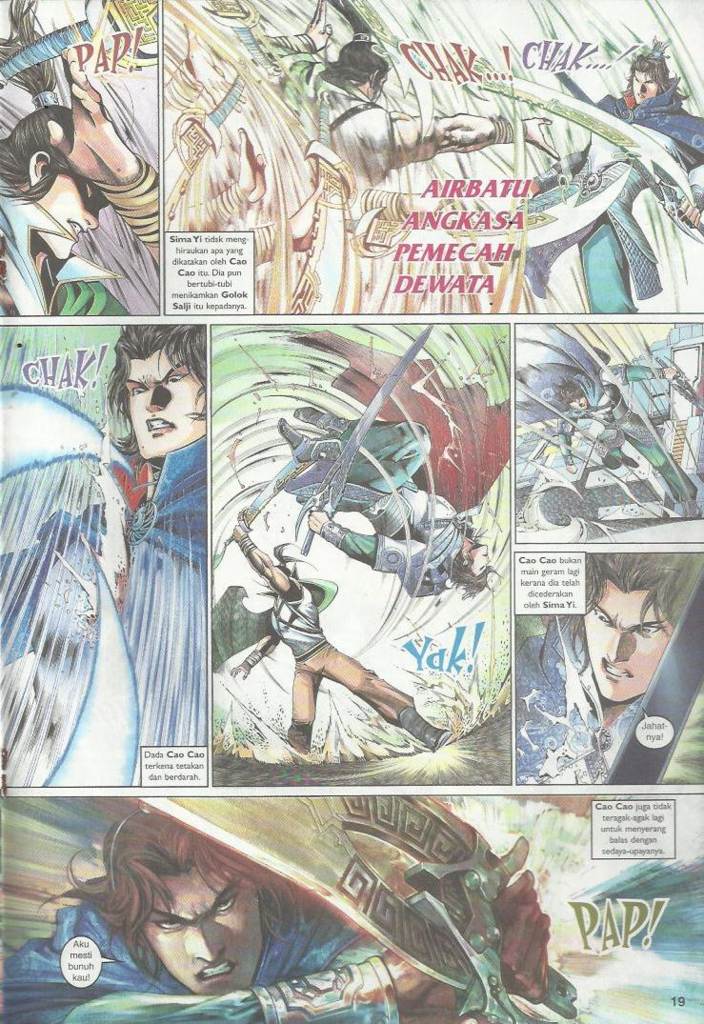 PAP!
CHAK...! CHAK....!
AIRBATU
ANGKASA
PEMECAH
DEWATA
Sima Yi tidak meng-
hiraukan apa yang
dikatakan oleh Cao
Cao itu. Dia pun
bertubi-tubi
menikamkan Golok
Salji itu kepadanya.
CHAK!
Dada Cao Cao
terkena tetakan
dan berdarah.
Yak!
Cao Cao bukan
main geram lagi
kerana dia telah
dicederakan
oleh Sima Yi.
Jahat-
nya!
Cao Cao juga tidak
teragak-agak lagi
untuk menyerang
balas dengan
sedaya-upayanya.
Aku
mesti
bunuh
kau!
PAP!
19